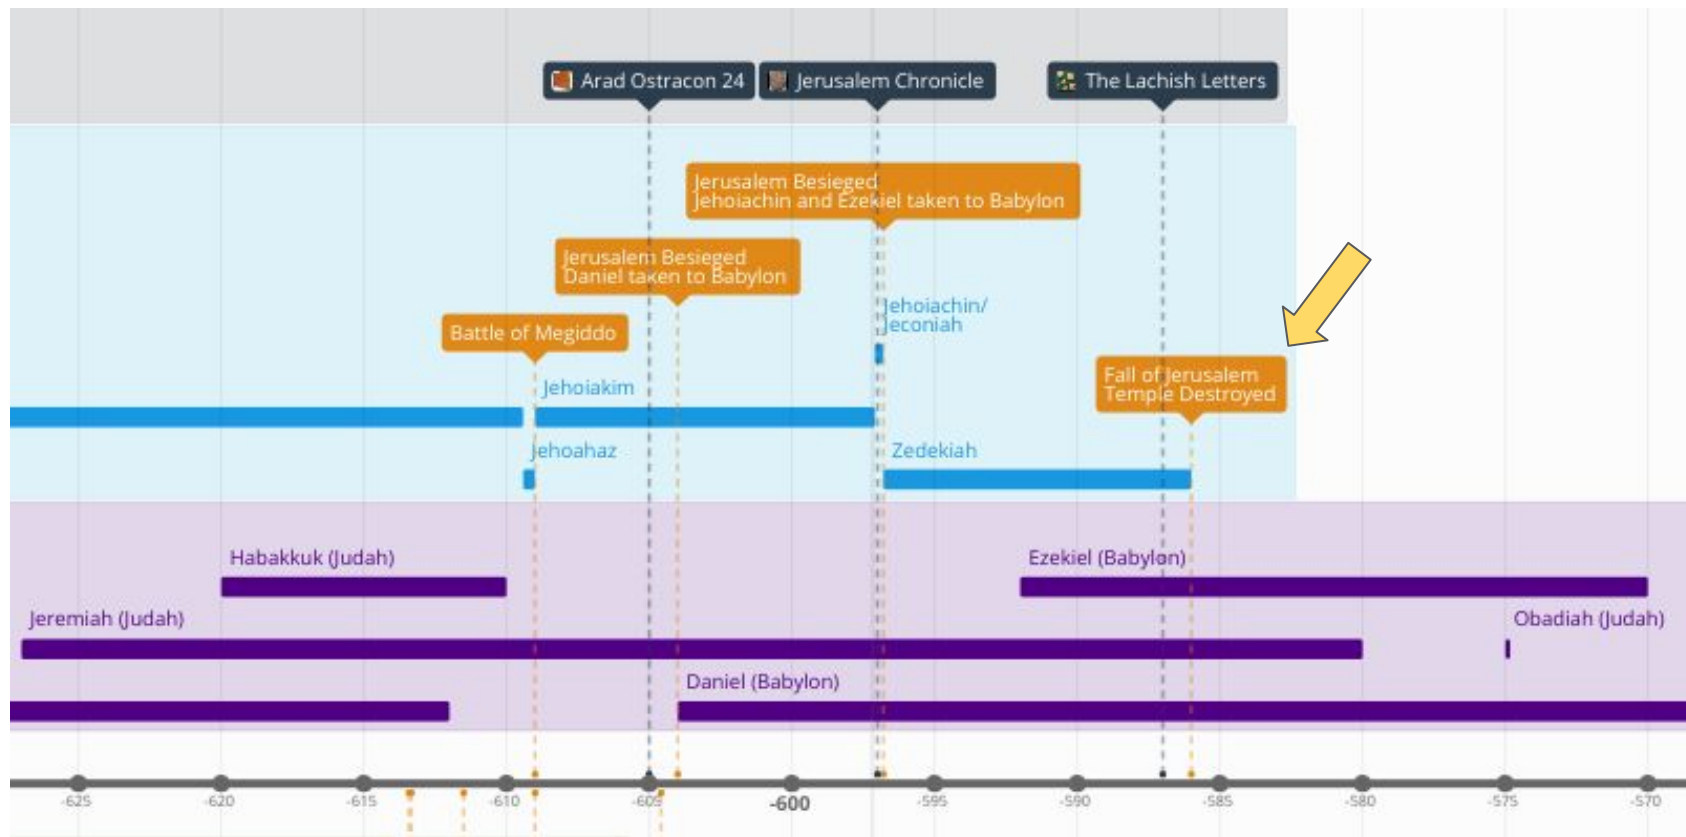 Arad Ostracon 24
Jerusalem Chronicle
The Lachish Letters
Jerusalem Besieged
Jehoiachin and Ezekiel taken to Babylon
Jerusalem Besieged
Daniel taken to Babylon
Jehoiachin/
Jeconiah
Battle of Megiddo
Fall of Jerusalem
Temple Destroyed
Jehoiakim
Jehoahaz
Zedekiah
Habakkuk (Judah)
Ezekiel (Babylon)
Jeremiah (Judah)
Obadiah (Judah)
Daniel (Babylon)
-625 -620 -615 -610 -605 -600 -595 -590 -585 -580 -575 -570